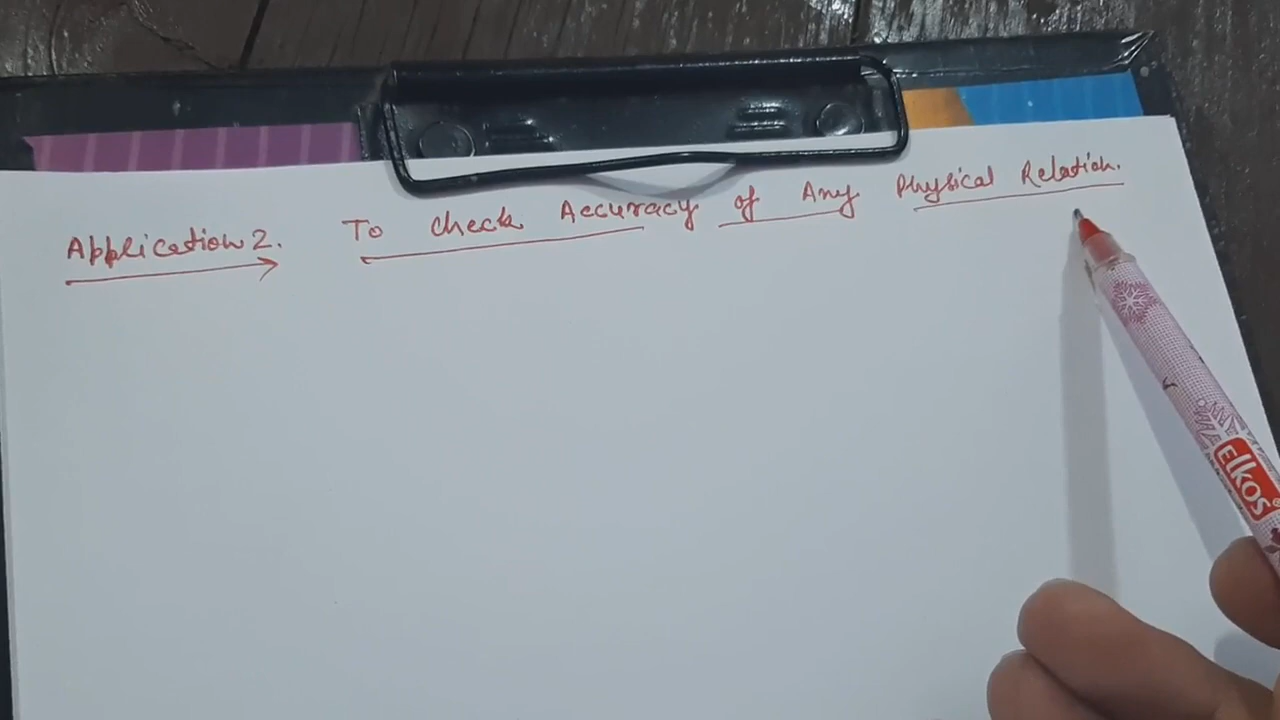 Application 2. To check Accuracy of Any Physical Relation.
Elkos